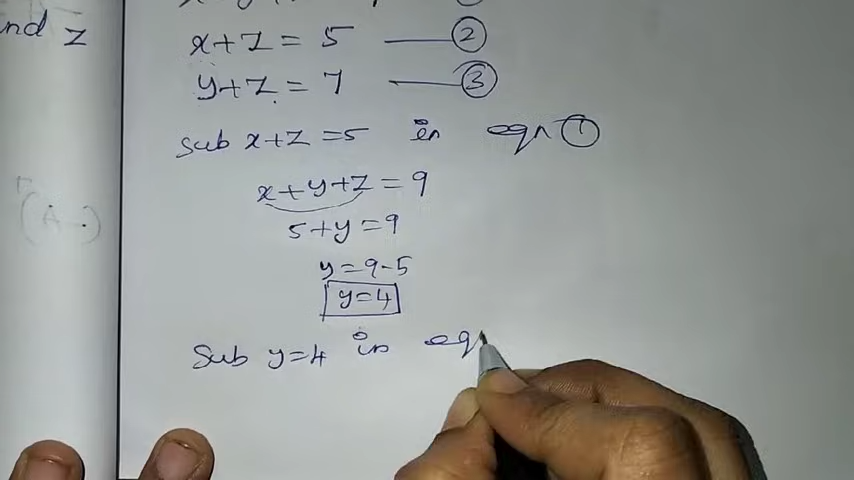 nd z
x+z = 5 —— ②
y+z = 7 —— ③
sub x+z = 5 in eqn ①
x+y+z = 9
5+y = 9
y = 9-5
y=4
Sub y=4 in eq